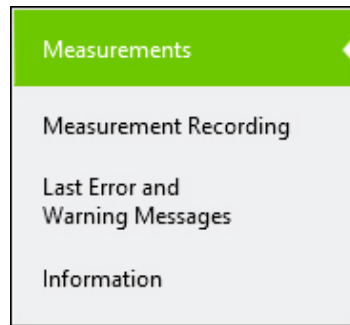 Measurements
Measurement Recording
Last Error and
Warning Messages
Information